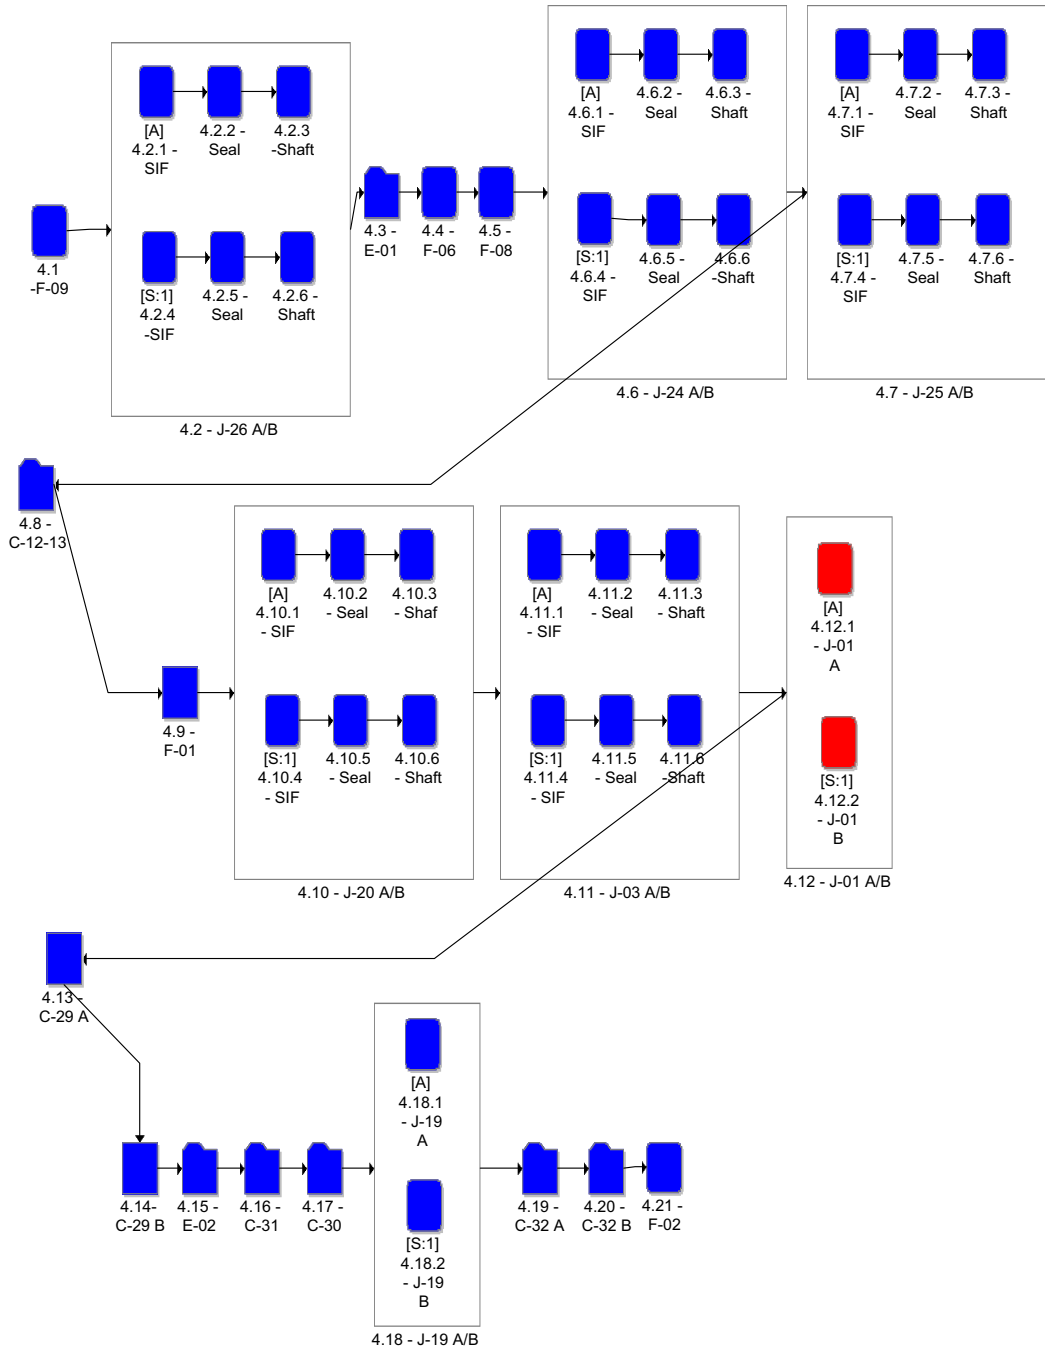 [A]
4.2.1 -
SIF
4.2.2 -
Seal
4.2.3
-Shaft
[S:1]
4.2.4
-SIF
4.2.5 -
Seal
4.2.6 -
Shaft
4.2 - J-26 A/B
4.1
-F-09
4.3 -
E-01
4.4 -
F-06
4.5 -
F-08
[A]
4.6.1 -
SIF
4.6.2 -
Seal
4.6.3 -
Shaft
[S:1]
4.6.4 -
SIF
4.6.5 -
Seal
4.6.6
-Shaft
4.6 - J-24 A/B
[A]
4.7.1 -
SIF
4.7.2 -
Seal
4.7.3 -
Shaft
[S:1]
4.7.4 -
SIF
4.7.5 -
Seal
4.7.6 -
Shaft
4.7 - J-25 A/B
4.8 -
C-12-13
4.9 -
F-01
[A]
4.10.1
- SIF
4.10.2
- Seal
4.10.3
- Shaf
[S:1]
4.10.4
- SIF
4.10.5
- Seal
4.10.6
- Shaft
4.10 - J-20 A/B
[A]
4.11.1
- SIF
4.11.2
- Seal
4.11.3
- Shaft
[S:1]
4.11.4
- SIF
4.11.5
- Seal
4.11.6
-Shaft
4.11 - J-03 A/B
[A]
4.12.1
- J-01
A
[S:1]
4.12.2
- J-01
B
4.12 - J-01 A/B
4.13 -
C-29 A
4.14-
C-29 B
4.15 -
E-02
4.16 -
C-31
4.17 -
C-30
[A]
4.18.1
- J-19
A
[S:1]
4.18.2
- J-19
B
4.18 - J-19 A/B
4.19 -
C-32 A
4.20 -
C-32 B
4.21 -
F-02